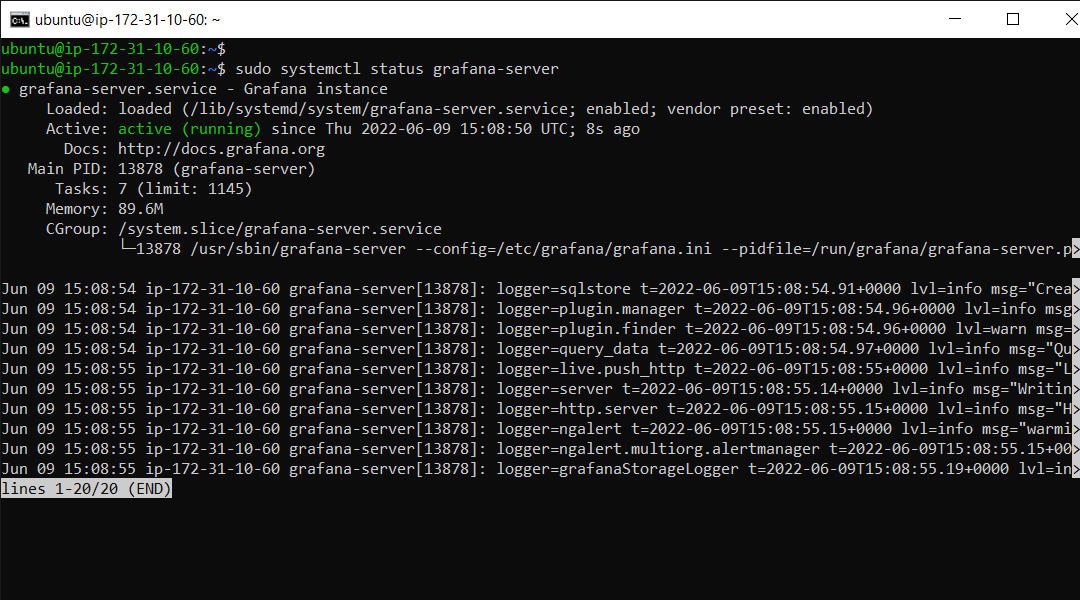 ubuntu@ip-172-31-10-60: ~
ubuntu@ip-172-31-10-60:~$
ubuntu@ip-172-31-10-60:~$ sudo systemctl status grafana-server
● grafana-server.service - Grafana instance
     Loaded: loaded (/lib/systemd/system/grafana-server.service; enabled; vendor preset: enabled)
     Active: active (running) since Thu 2022-06-09 15:08:50 UTC; 8s ago
       Docs: http://docs.grafana.org
   Main PID: 13878 (grafana-server)
      Tasks: 7 (limit: 1145)
     Memory: 89.6M
     CGroup: /system.slice/grafana-server.service
             └─13878 /usr/sbin/grafana-server --config=/etc/grafana/grafana.ini --pidfile=/run/grafana/grafana-server.p>
Jun 09 15:08:54 ip-172-31-10-60 grafana-server[13878]: logger=sqlstore t=2022-06-09T15:08:54.91+0000 lvl=info msg="Crea>
Jun 09 15:08:54 ip-172-31-10-60 grafana-server[13878]: logger=plugin.manager t=2022-06-09T15:08:54.96+0000 lvl=info msg>
Jun 09 15:08:54 ip-172-31-10-60 grafana-server[13878]: logger=plugin.finder t=2022-06-09T15:08:54.96+0000 lvl=warn msg=>
Jun 09 15:08:54 ip-172-31-10-60 grafana-server[13878]: logger=query_data t=2022-06-09T15:08:54.97+0000 lvl=info msg="Qu>
Jun 09 15:08:55 ip-172-31-10-60 grafana-server[13878]: logger=live.push_http t=2022-06-09T15:08:55+0000 lvl=info msg="L>
Jun 09 15:08:55 ip-172-31-10-60 grafana-server[13878]: logger=server t=2022-06-09T15:08:55.14+0000 lvl=info msg="Writin>
Jun 09 15:08:55 ip-172-31-10-60 grafana-server[13878]: logger=http.server t=2022-06-09T15:08:55.15+0000 lvl=info msg="H>
Jun 09 15:08:55 ip-172-31-10-60 grafana-server[13878]: logger=ngalert t=2022-06-09T15:08:55.15+0000 lvl=info msg="warmi>
Jun 09 15:08:55 ip-172-31-10-60 grafana-server[13878]: logger=ngalert.multiorg.alertmanager t=2022-06-09T15:08:55.15+00>
Jun 09 15:08:55 ip-172-31-10-60 grafana-server[13878]: logger=grafanaStorageLogger t=2022-06-09T15:08:55.19+0000 lvl=in>
lines 1-20/20 (END)